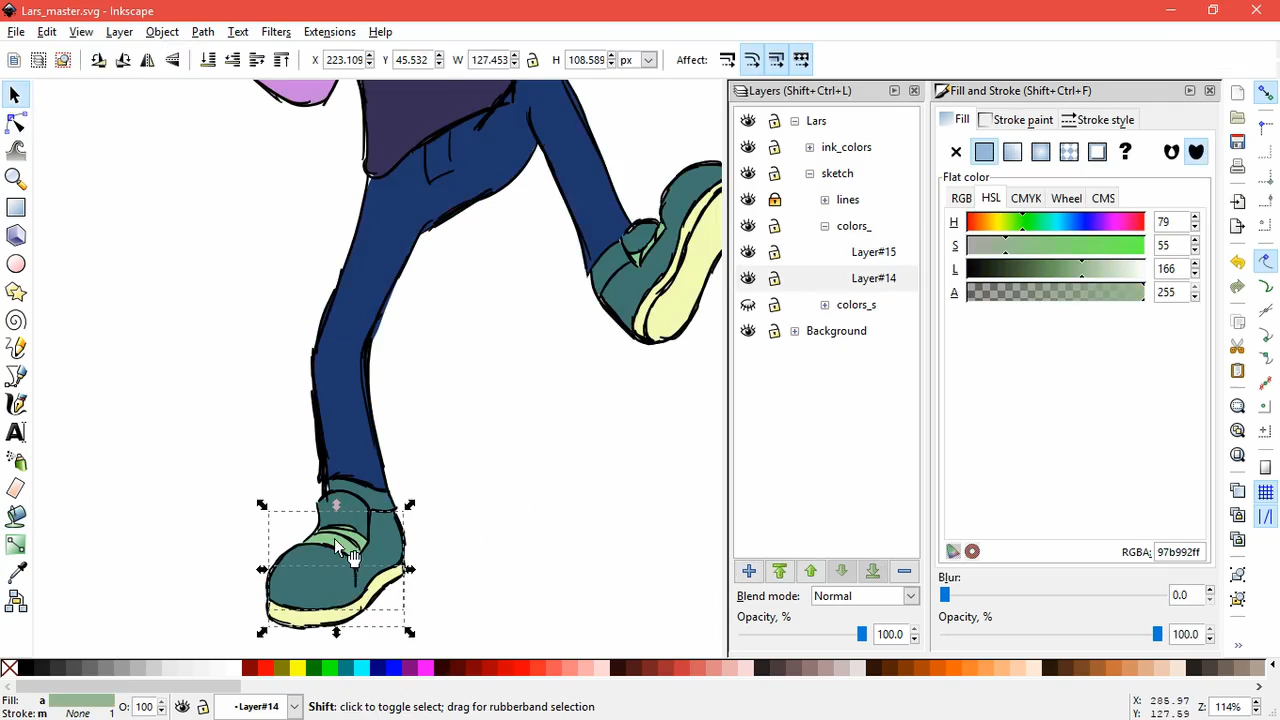 Lars_master.svg - Inkscape
File Edit View Layer Object Path Text Filters Extensions Help
X 223.109 Y 45.532 W 127.453 H 108.589 px Affect:
Layers (Shift+Ctrl+L)
Lars
ink_colors
sketch
lines
colors_
Layer#15
Layer#14
colors_s
Background
Blend mode: Normal
Opacity, %
100.0
Fill and Stroke (Shift+Ctrl+F)
Fill Stroke paint Stroke style
?
Flat color
RGB HSL CMYK Wheel CMS
H 79
S 55
L 166
A 255
RGBA: 97b992ff
Blur:
0.0
Opacity, %
100.0
Fill: a
Stroke: m None 1
O: 100
•Layer#14
Shift: click to toggle select; drag for rubberband selection
X: 285.97
Y: 127.59
Z: 114%